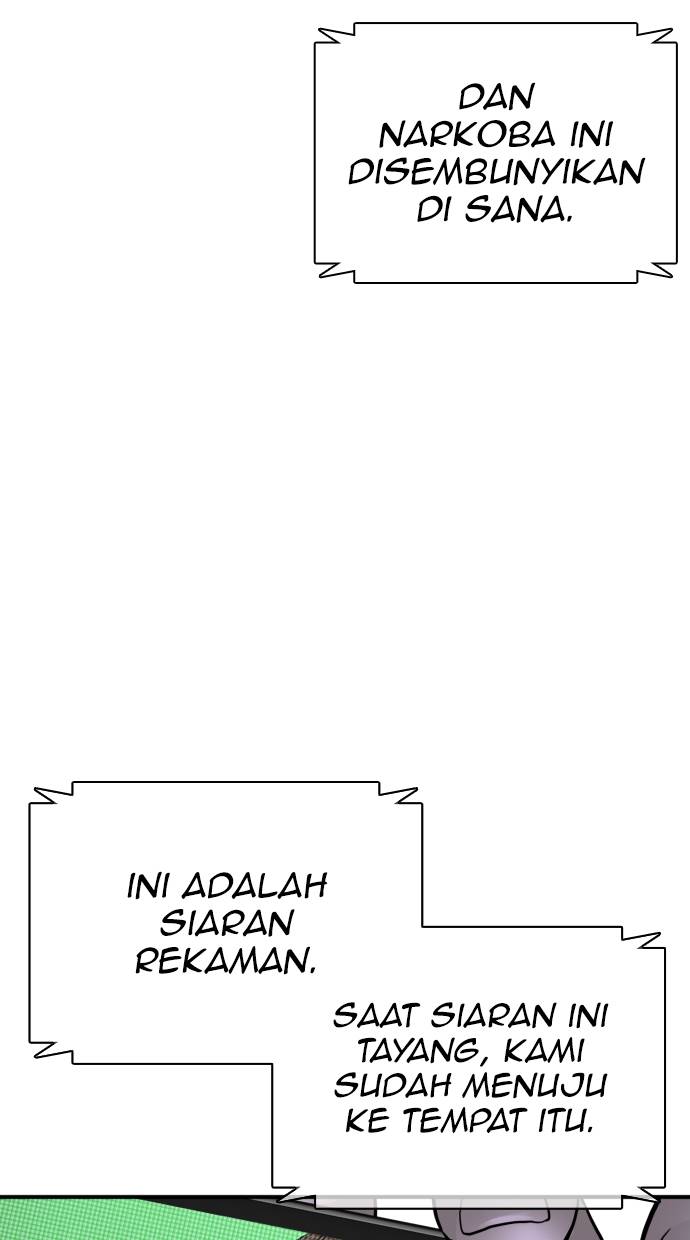 DAN
NARKOBA INI
DISEMBUNYIKAN
DI SANA.
INI ADALAH
SIARAN
REKAMAN.
SAAT SIARAN INI
TAYANG, KAMI
SUDAH MENUJU
KE TEMPAT ITU.